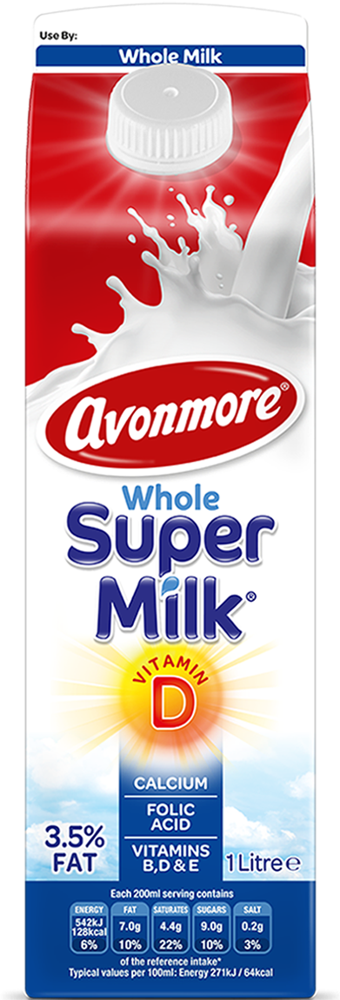 Use By:
Whole Milk
avonmore®
Whole
Super
Milk®
VITAMIN
D
CALCIUM
FOLIC
ACID
VITAMINS
B,D & E
3.5%
FAT
1 Litre e
Each 200ml serving contains
ENERGY FAT SATURATES SUGARS SALT
542kJ
128kcal 7.0g 4.4g 9.0g 0.2g
6% 10% 22% 10% 3%
of the reference intake*
Typical values per 100ml: Energy 271kJ / 64kcal